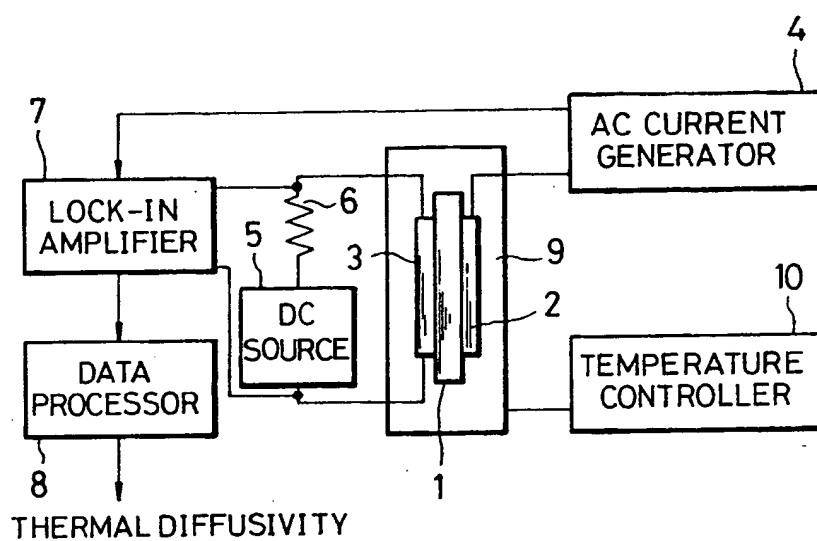 4
AC CURRENT
GENERATOR
7
LOCK-IN
AMPLIFIER
6
5
DC
SOURCE
3
9
2
10
TEMPERATURE
CONTROLLER
DATA
PROCESSOR
8
1
THERMAL DIFFUSIVITY